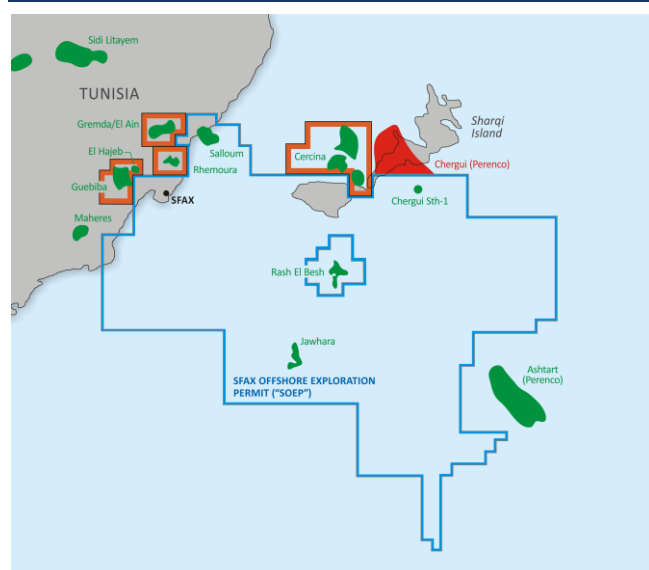 Sidi Litayem
TUNISIA
Gremda/El Ain
Sharqi
Island
El Hajeb
Salloum
Cercina
Chergui (Perenco)
Rhemoura
Guebiba
SFAX
Chergui Sth-1
Maheres
Rash El Besh
Jawhara
Ashtart
(Perenco)
SFAX OFFSHORE EXPLORATION
PERMIT ("SOEP")